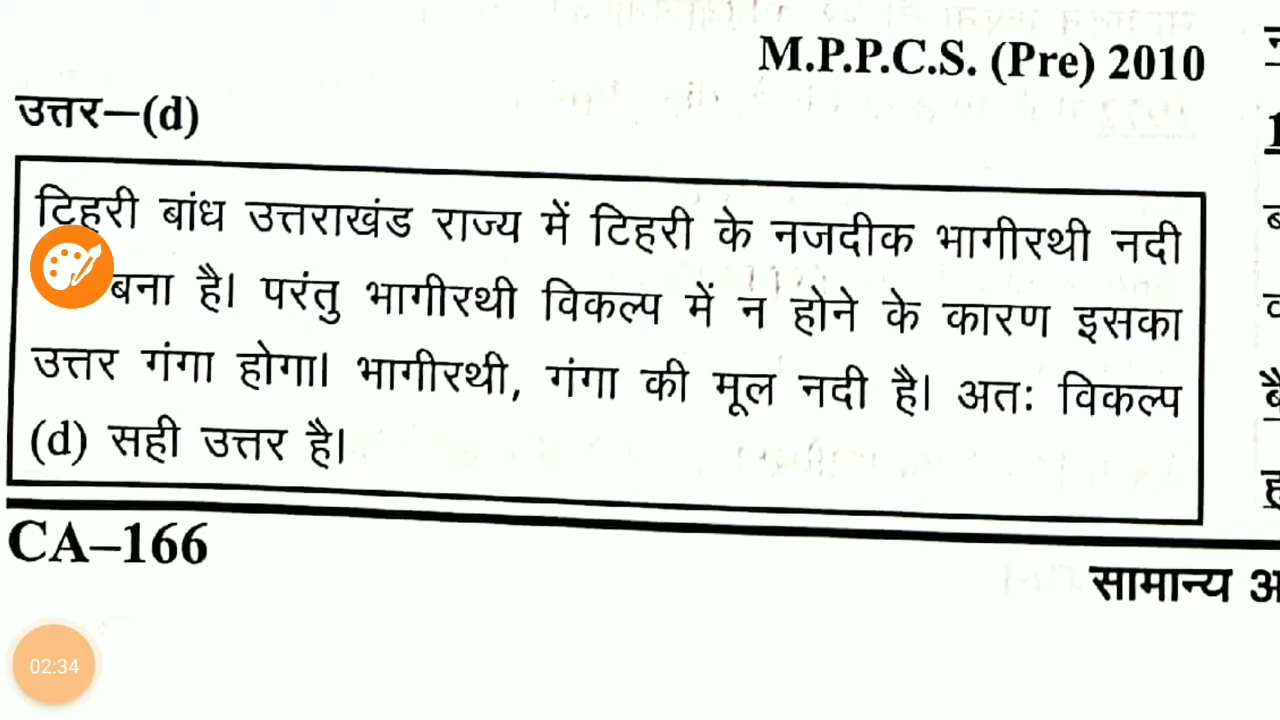 M.P.P.C.S. (Pre) 2010
उत्तर—(d)
टिहरी बांध उत्तराखंड राज्य में टिहरी के नजदीक भागीरथी नदी
बना है। परंतु भागीरथी विकल्प में न होने के कारण इसका
उत्तर गंगा होगा। भागीरथी, गंगा की मूल नदी है। अतः विकल्प
(d) सही उत्तर है।
CA–166
सामान्य
02:34